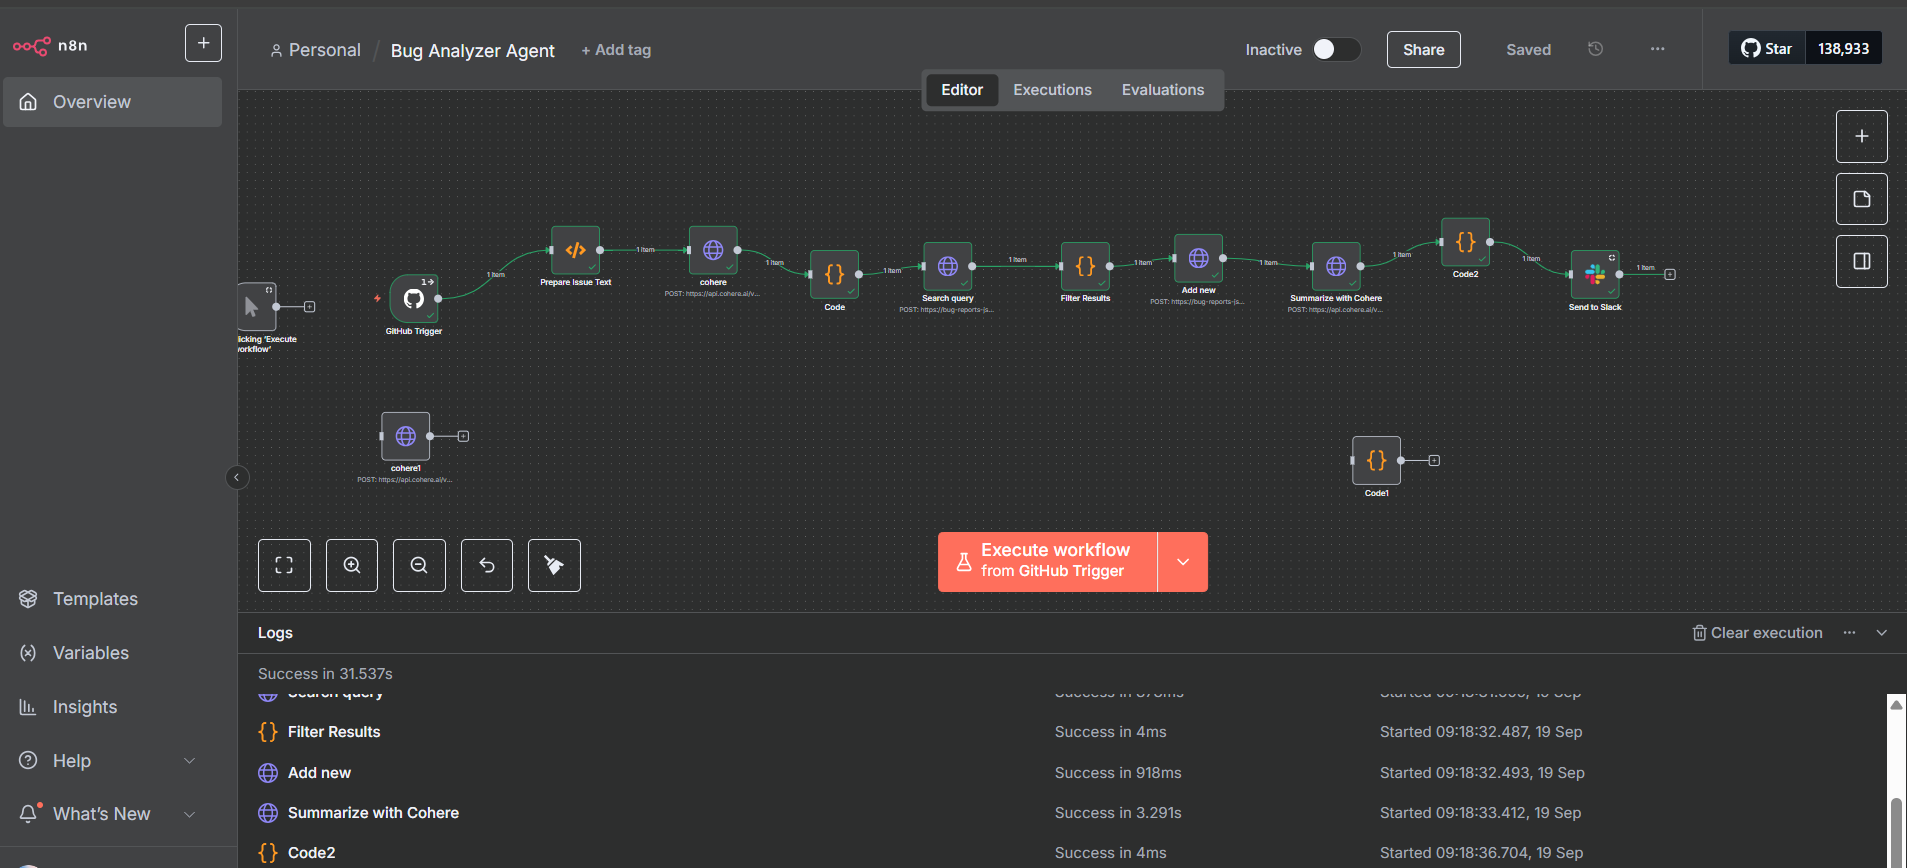 n8n
Personal / Bug Analyzer Agent + Add tag
Inactive
Share
Saved
Star 138,933
Overview
Editor Executions Evaluations
licking 'Execute
workflow'
GitHub Trigger
1 item
Prepare Issue Text
1 item
cohere
POST: https://api.cohere.ai/v...
1 item
Code
1 item
Search query
POST: https://bug-reports-js...
1 item
Filter Results
1 item
Add new
POST: https://bug-reports-js...
1 item
Summarize with Cohere
POST: https://api.cohere.ai/v...
1 item
Code2
1 item
Send to Slack
1 item
cohere1
POST: https://api.cohere.ai/v...
Code1
Execute workflow
from GitHub Trigger
Templates
Variables
Insights
Help
What's New
Logs
Clear execution
Success in 31.537s
Search query
Filter Results Success in 4ms Started 09:18:32.487, 19 Sep
Add new Success in 918ms Started 09:18:32.493, 19 Sep
Summarize with Cohere Success in 3.291s Started 09:18:33.412, 19 Sep
Code2 Success in 4ms Started 09:18:36.704, 19 Sep